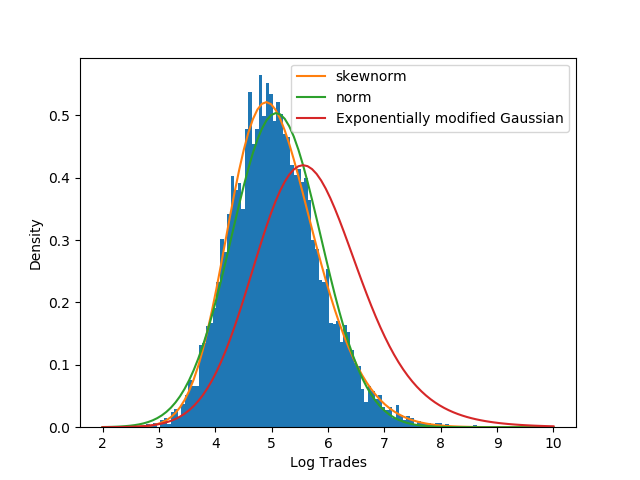 skewnorm
norm
Exponentially modified Gaussian
Density
0.5
0.4
0.3
0.2
0.1
0.0
2 3 4 5 6 7 8 9 10
Log Trades